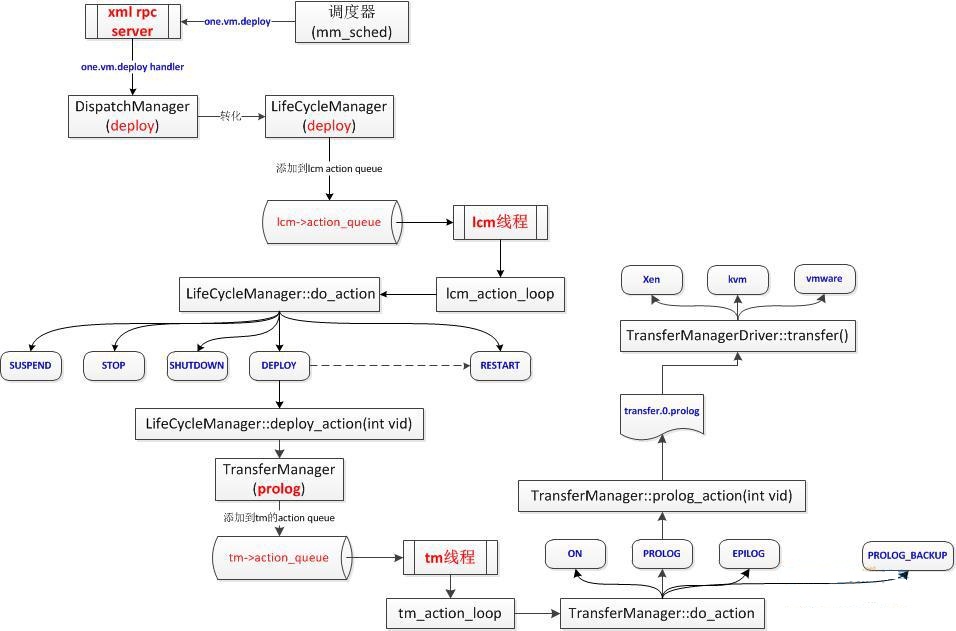 xml rpc
server
one.vm.deploy
调度器
(mm_sched)
one.vm.deploy handler
DispatchManager
(deploy)
转化
LifeCycleManager
(deploy)
添加到lcm action queue
lcm->action_queue
lcm线程
LifeCycleManager::do_action
lcm_action_loop
SUSPEND
STOP
SHUTDOWN
DEPLOY
RESTART
LifeCycleManager::deploy_action(int vid)
TransferManager
(prolog)
添加到tm的action queue
tm->action_queue
tm线程
tm_action_loop
TransferManager::do_action
ON
PROLOG
EPILOG
PROLOG_BACKUP
TransferManager::prolog_action(int vid)
transfer.0.prolog
TransferManagerDriver::transfer()
Xen
kvm
vmware